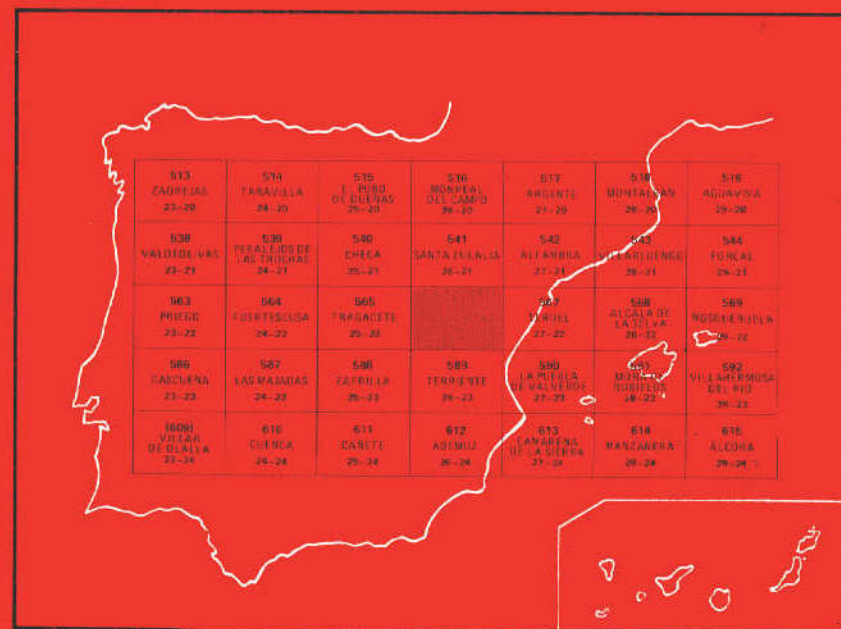 513
ZAOREJAS
23-20
514
TARAVILLA
24-20
515
EL POBO
DE DUEÑAS
25-20
516
MONREAL
DEL CAMPO
26-20
517
ARGENTE
27-20
518
MONTALBAN
28-20
519
AGUAVIVA
29-20
538
23-21
539
PERALEJOS DE
LAS TRUCHAS
24-21
540
CHECA
25-21
541
SANTA EULALIA
26-21
542
ALFAMBRA
27-21
543
VILLARLUENGO
28-21
544
FORCAL
29-21
563
PRIEGO
23-22
564
FUERTESCUSA
24-22
565
TRAGACETE
25-22
567
TERUEL
27-22
568
ALCALA DE
LA SELVA
28-22
569
MOSQUERUELA
29-22
586
GASCUEÑA
23-23
587
LAS MAJADAS
24-23
588
ZAFRILLA
25-23
589
TERRIENTE
26-23
590
LA PUEBLA
DE VALVERDE
27-23
591
MORA DE
RUBIELOS
28-23
592
VILLAHERMOSA
DEL RIO
29-23
(609)
VILLAR
DE OLALLA
23-24
610
CUENCA
24-24
611
CAÑETE
25-24
612
ADEMUZ
26-24
613
CAMARENA
DE LA SIERRA
27-24
614
MANZANERA
28-24
615
ALCORA
29-24